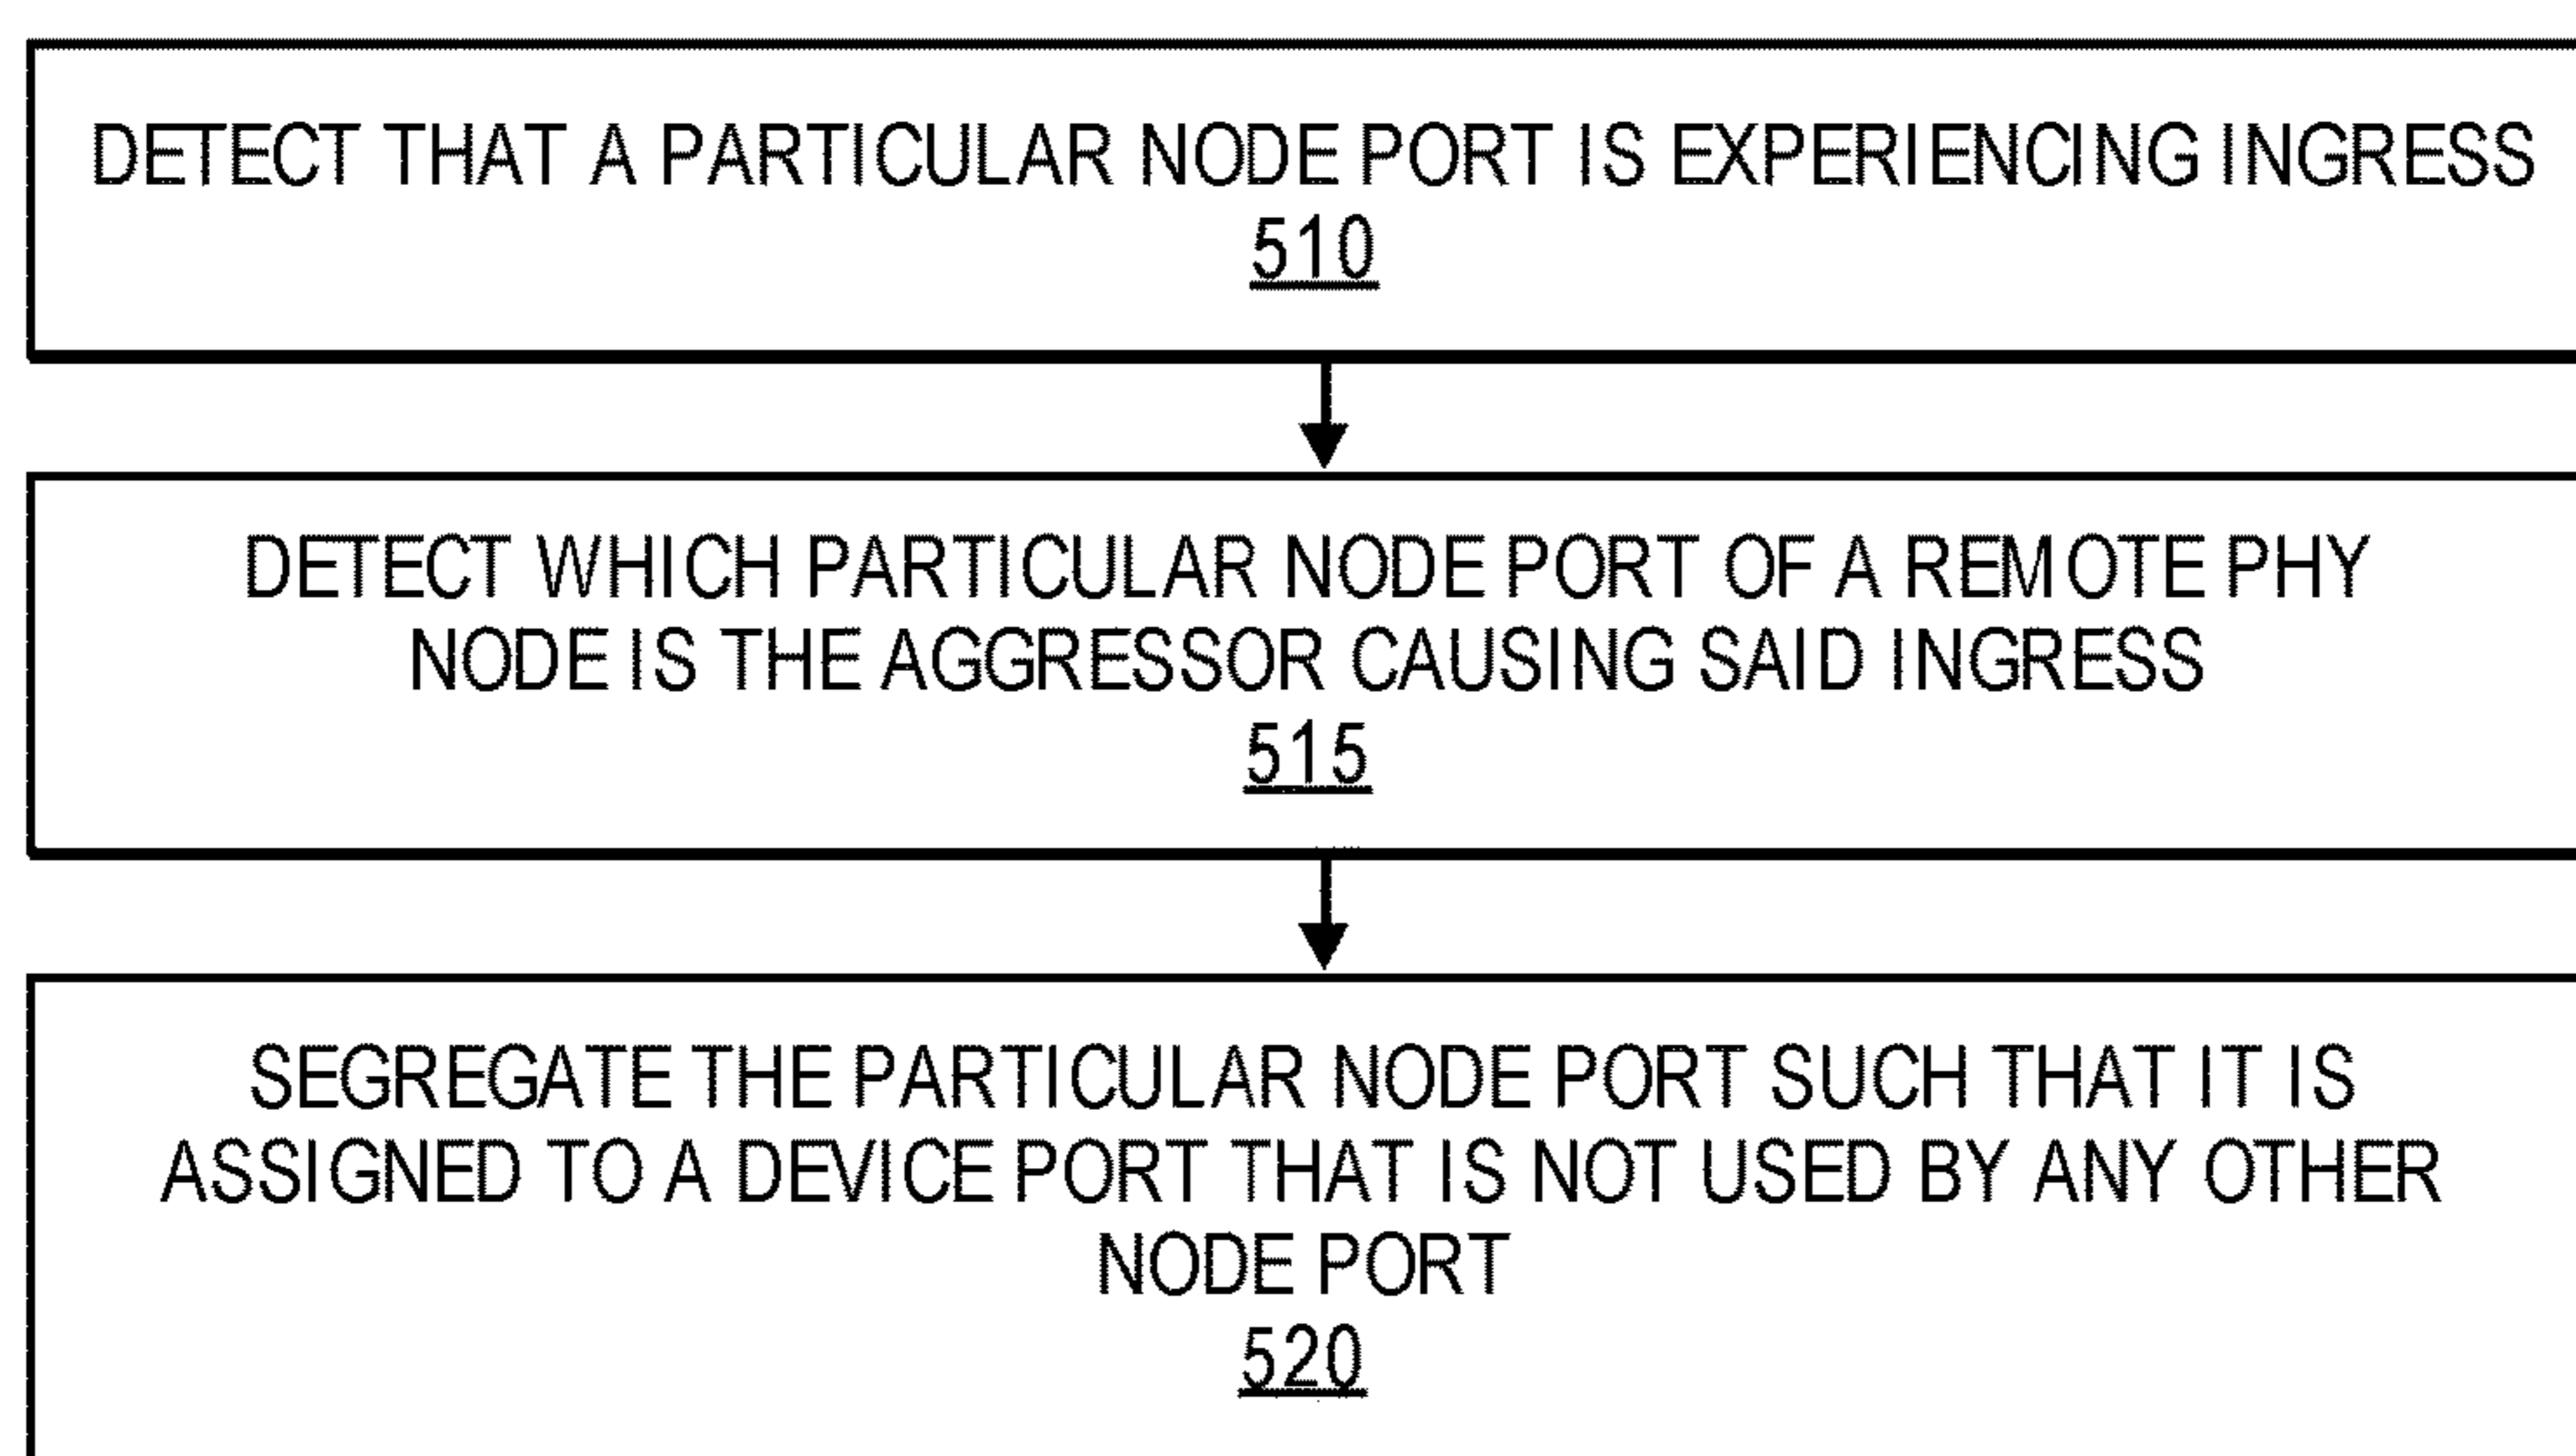 DETECT THAT A PARTICULAR NODE PORT IS EXPERIENCING INGRESS
510
DETECT WHICH PARTICULAR NODE PORT OF A REMOTE PHY
NODE IS THE AGGRESSOR CAUSING SAID INGRESS
515
SEGREGATE THE PARTICULAR NODE PORT SUCH THAT IT IS
ASSIGNED TO A DEVICE PORT THAT IS NOT USED BY ANY OTHER
NODE PORT
520